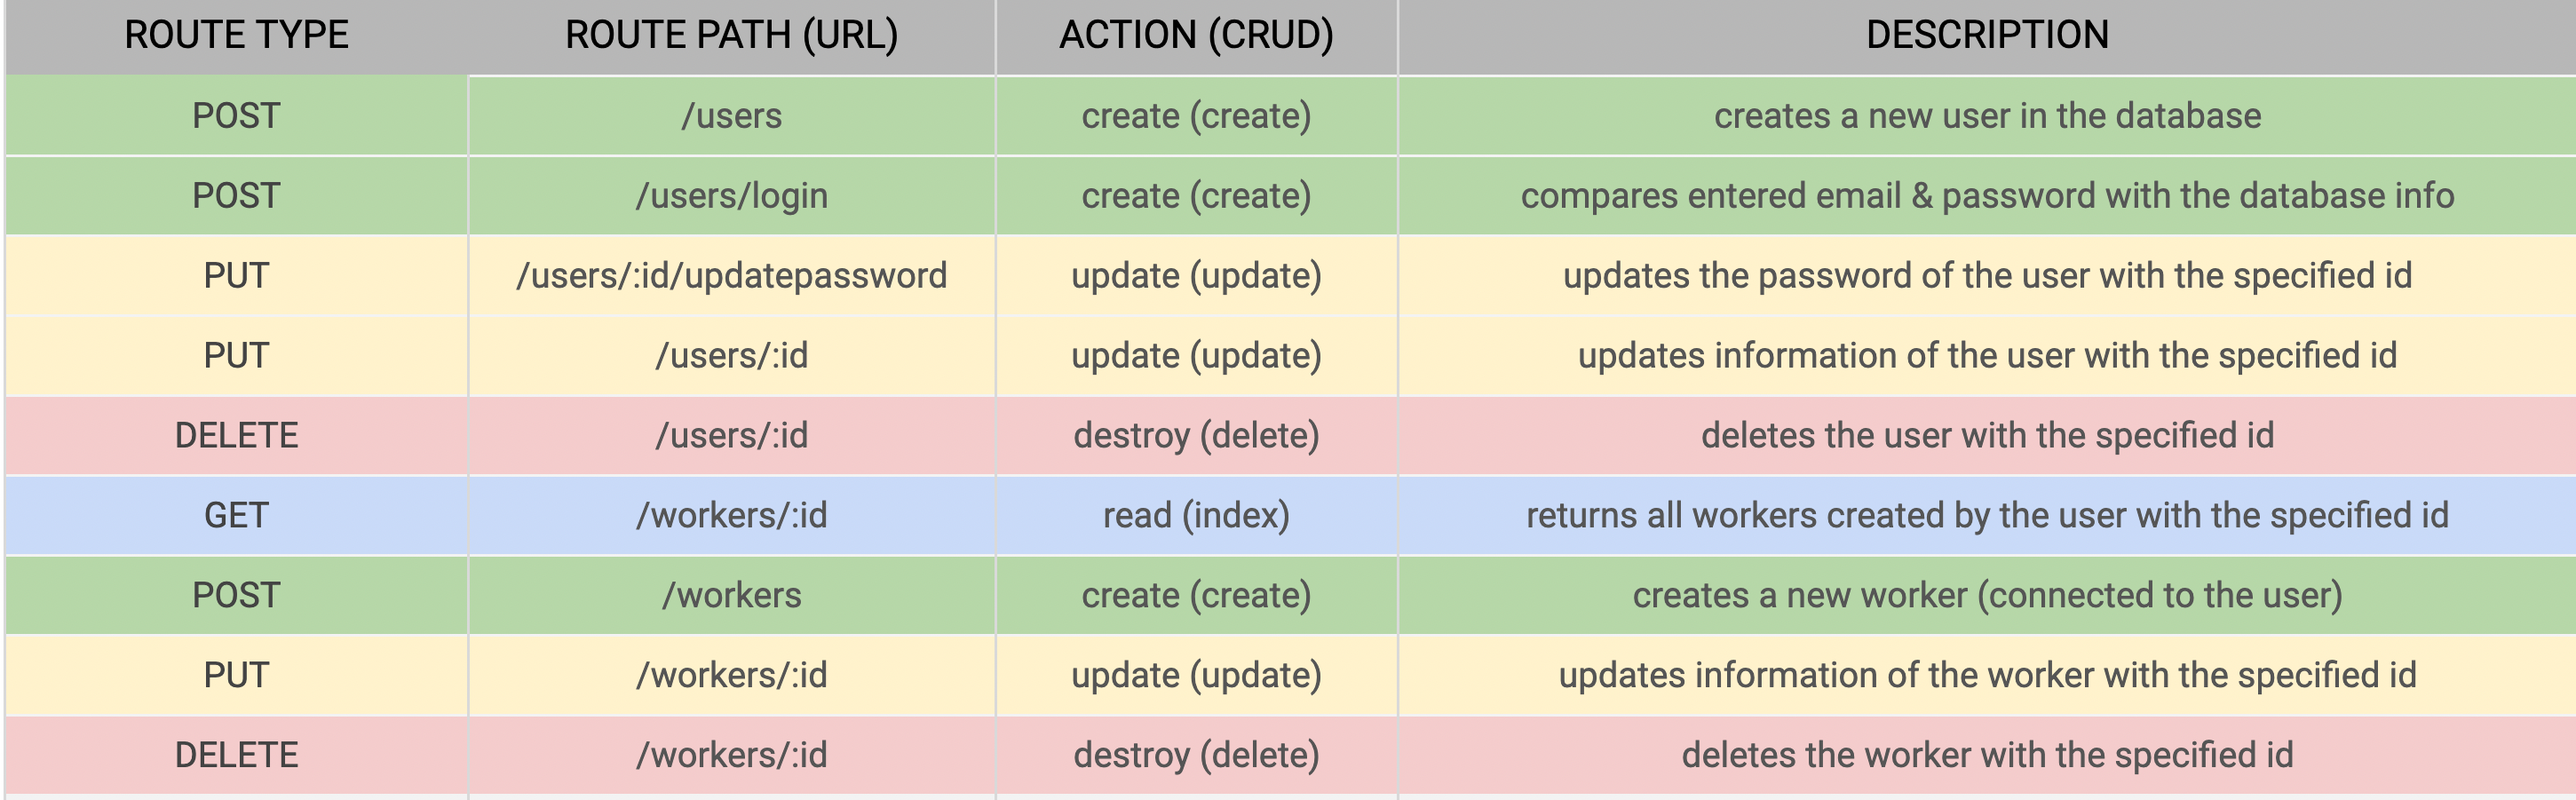 ROUTE TYPE ROUTE PATH (URL) ACTION (CRUD) DESCRIPTION
POST /users create (create) creates a new user in the database
POST /users/login create (create) compares entered email & password with the database info
PUT /users/:id/updatepassword update (update) updates the password of the user with the specified id
PUT /users/:id update (update) updates information of the user with the specified id
DELETE /users/:id destroy (delete) deletes the user with the specified id
GET /workers/:id read (index) returns all workers created by the user with the specified id
POST /workers create (create) creates a new worker (connected to the user)
PUT /workers/:id update (update) updates information of the worker with the specified id
DELETE /workers/:id destroy (delete) deletes the worker with the specified id